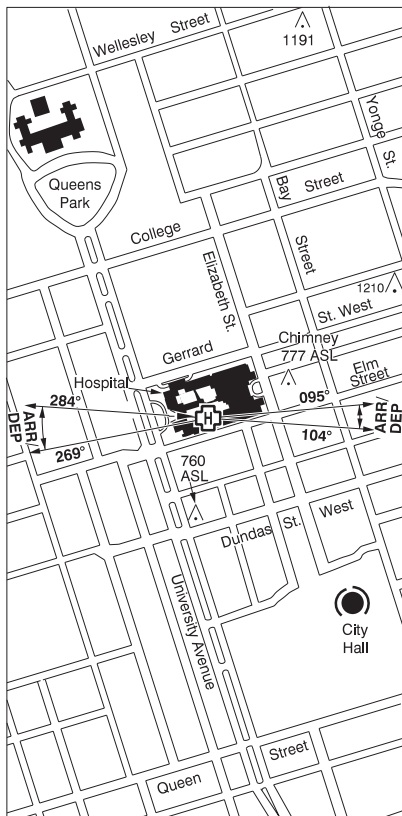 Wellesley Street
1191
Yonge
St.
Queens
Park
Bay
Street
College
Elizabeth St.
Street
1210
St. West
Gerrard
Chimney
777 ASL
Elm
Street
Hospital
284°
095°
ARR/
DEP
H
ARR/
DEP
269°
104°
760
ASL
Dundas St. West
University Avenue
City
Hall
Queen Street